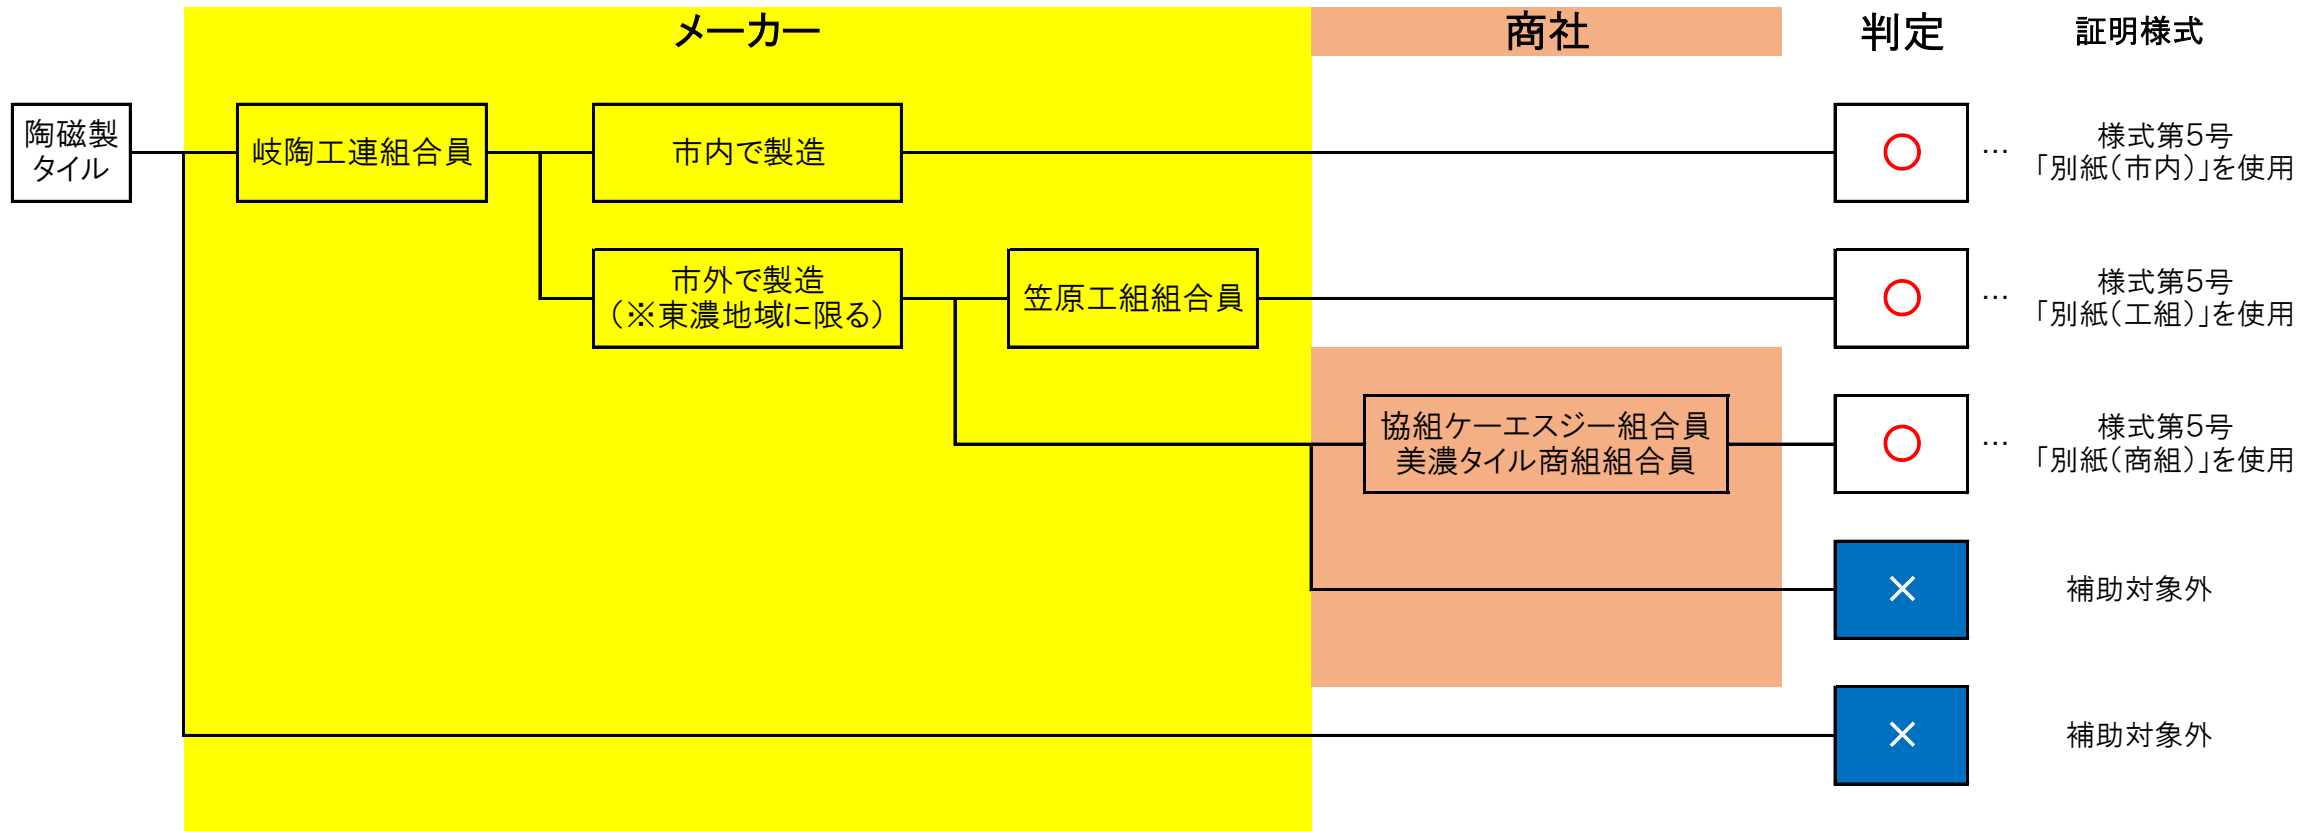 メーカー
商社
判定
証明様式
陶磁製
タイル
岐陶工連組合員
市内で製造
○
…
様式第5号
「別紙(市内)」を使用
市外で製造
(※東濃地域に限る)
笠原工組組合員
○
…
様式第5号
「別紙(工組)」を使用
協組ケーエスジー組合員
美濃タイル商組組合員
○
…
様式第5号
「別紙(商組)」を使用
×
補助対象外
×
補助対象外